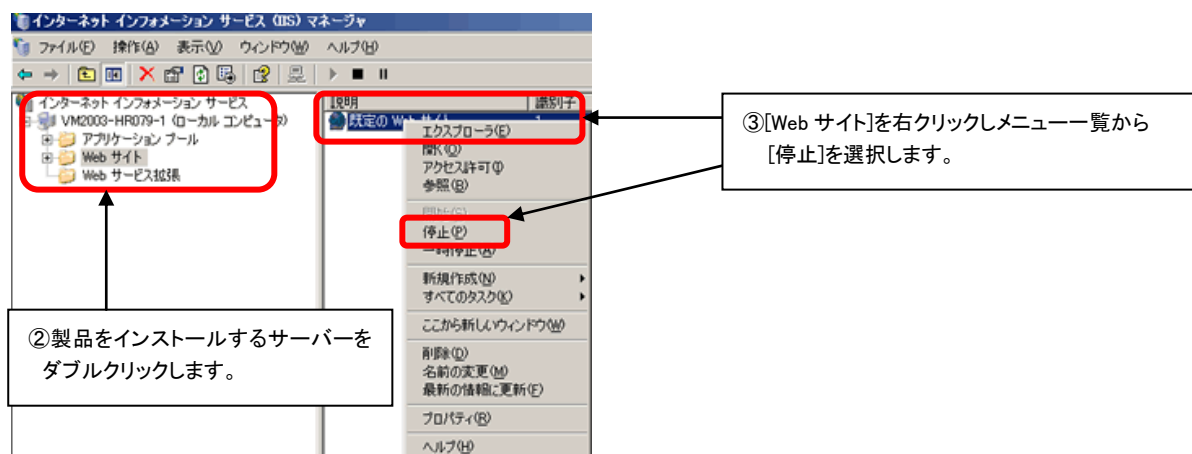 インターネット インフォメーション サービス (IIS) マネージャ
ファイル(F) 操作(A) 表示(V) ウィンドウ(W) ヘルプ(H)
インターネット インフォメーション サービス
VM2003-HR079-1 (ローカル コンピュータ)
アプリケーション プール
Web サイト
Web サービス拡張
説明 識別子
既定の Web サイト 1
エクスプローラ(E)
開く(O)
アクセス許可(I)
参照(B)
開始(S)
停止(P)
一時停止(A)
新規作成(N)
すべてのタスク(K)
ここから新しいウィンドウ(W)
削除(D)
名前の変更(M)
最新の情報に更新(F)
プロパティ(R)
ヘルプ(H)
③[Web サイト]を右クリックしメニュー一覧から
[停止]を選択します。
②製品をインストールするサーバーを
ダブルクリックします。